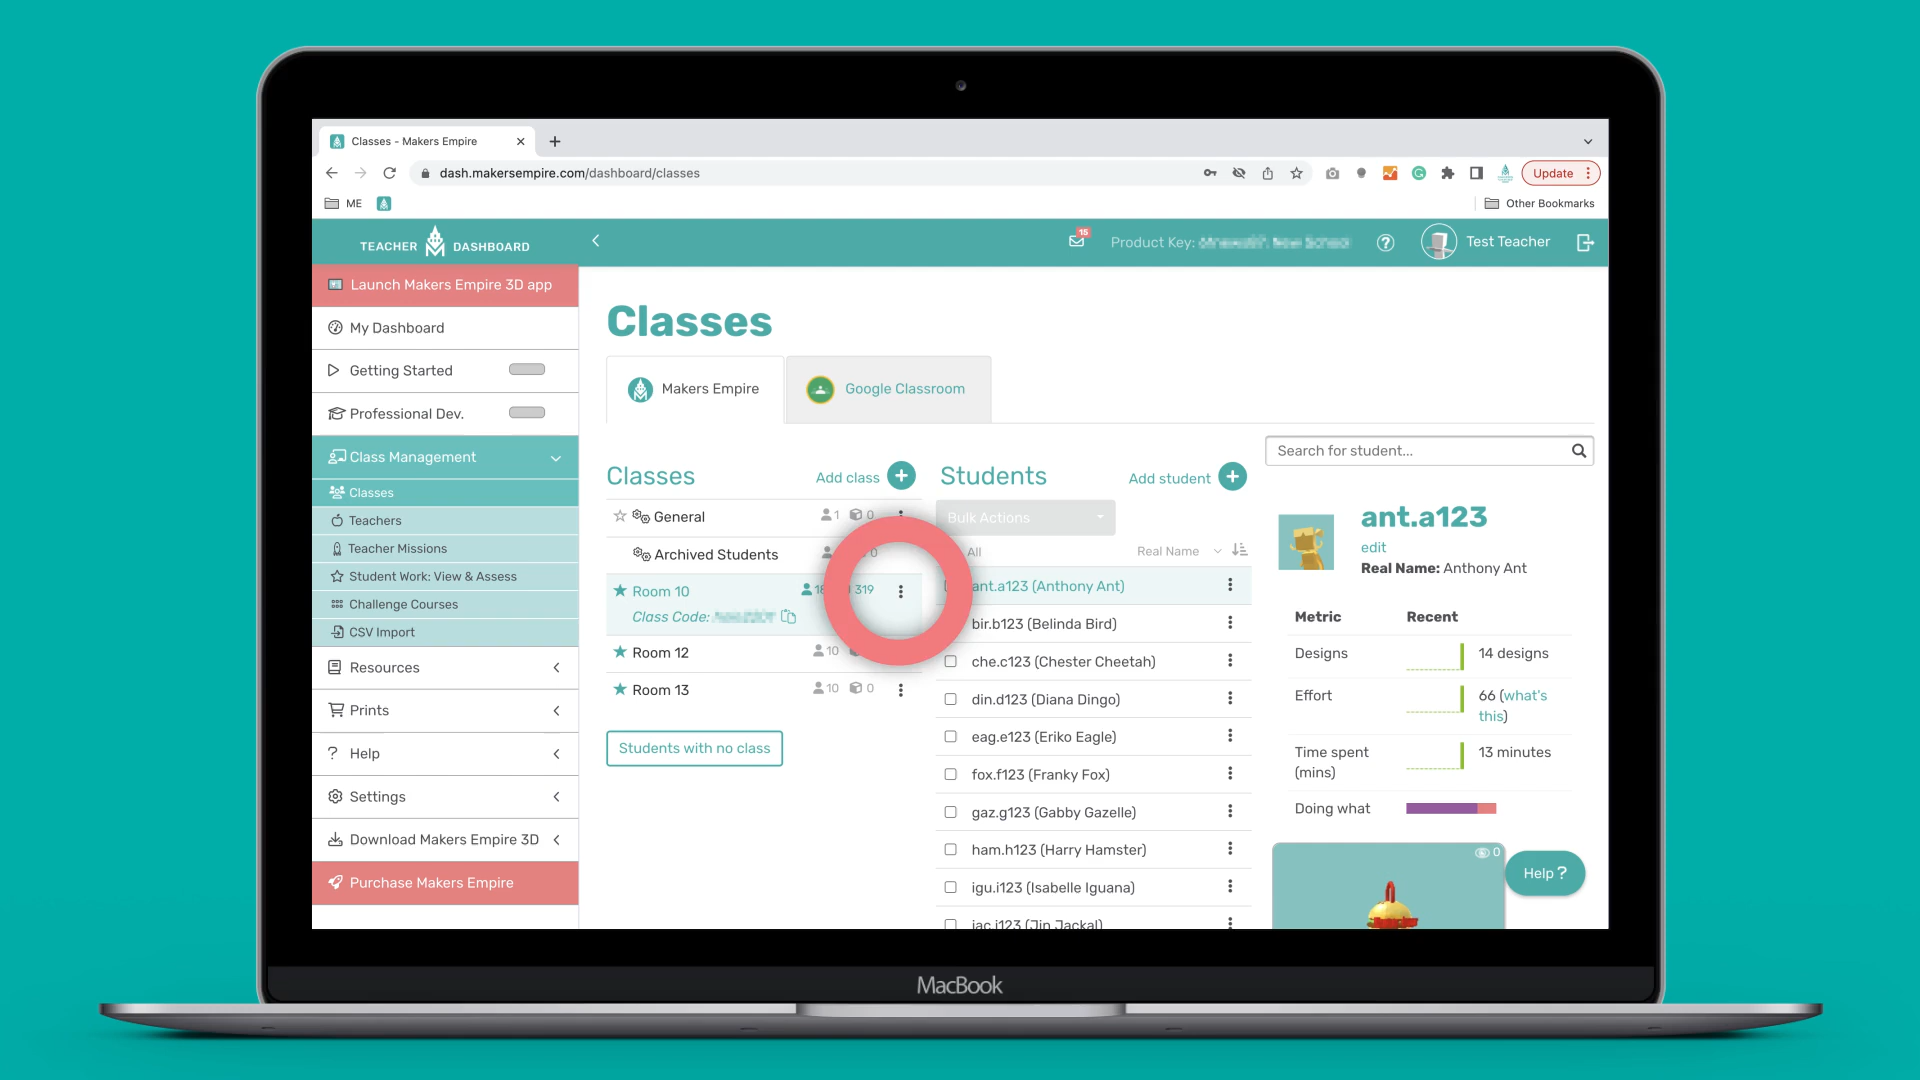 Classes - Makers Empire
dash.makersempire.com/dashboard/classes
Update
ME
Other Bookmarks
TEACHER DASHBOARD
15
Product Key:
Test Teacher
Launch Makers Empire 3D app
My Dashboard
Getting Started
Professional Dev.
Class Management
Classes
Teachers
Teacher Missions
Student Work: View & Assess
Challenge Courses
CSV Import
Resources
Prints
Help
Settings
Download Makers Empire 3D
Purchase Makers Empire
Classes
Makers Empire
Google Classroom
Classes
Add class
General
1 0
Archived Students
0
Room 10
319
Class Code:
Room 12
10
Room 13
10 0
Students with no class
Students
Add student
Bulk Actions
All
Real Name
ant.a123 (Anthony Ant)
bir.b123 (Belinda Bird)
che.c123 (Chester Cheetah)
din.d123 (Diana Dingo)
eag.e123 (Eriko Eagle)
fox.f123 (Franky Fox)
gaz.g123 (Gabby Gazelle)
ham.h123 (Harry Hamster)
igu.i123 (Isabelle Iguana)
jac.j123 (Jin Jackal)
Search for student...
ant.a123
edit
Real Name: Anthony Ant
Metric Recent
Designs 14 designs
Effort 66 (what's
this)
Time spent 13 minutes
(mins)
Doing what
0
Help ?
MacBook